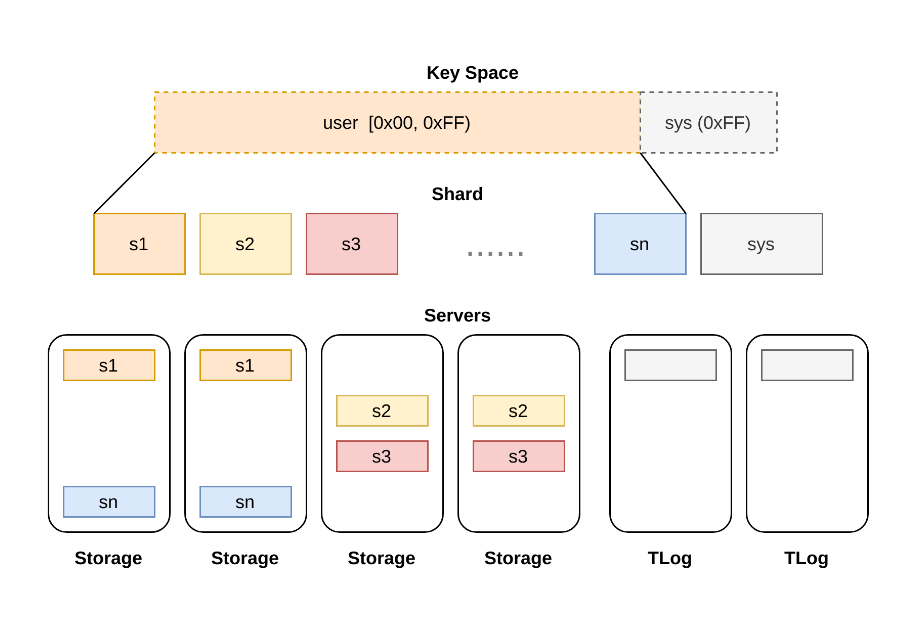 Key Space
user [0x00, 0xFF)
sys (0xFF)
Shard
s1
s2
s3
......
sn
sys
Servers
s1
sn
Storage
s1
sn
Storage
s2
s3
Storage
s2
s3
Storage
TLog
TLog